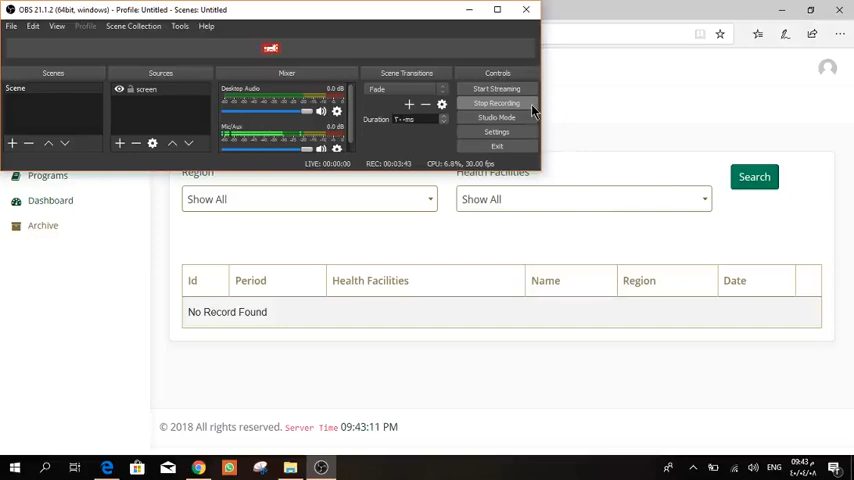 OBS 21.1.2 (64bit, windows) - Profile: Untitled - Scenes: Untitled
File Edit View Profile Scene Collection Tools Help
Scenes Sources Mixer Scene Transitions Controls
Scene
screen
Desktop Audio 0.0 dB
Mic/Aux 0.0 dB
Fade
Duration ٣٠٠ms
Start Streaming
Stop Recording
Studio Mode
Settings
Exit
LIVE: 00:00:00 REC: 00:03:43 CPU: 6.8%, 30.00 fps
Programs
Dashboard
Archive
Region Health Facilities
Show All Show All Search
Id Period Health Facilities Name Region Date
No Record Found
© 2018 All rights reserved. Server Time 09:43:11 PM
ENG
09:43 م